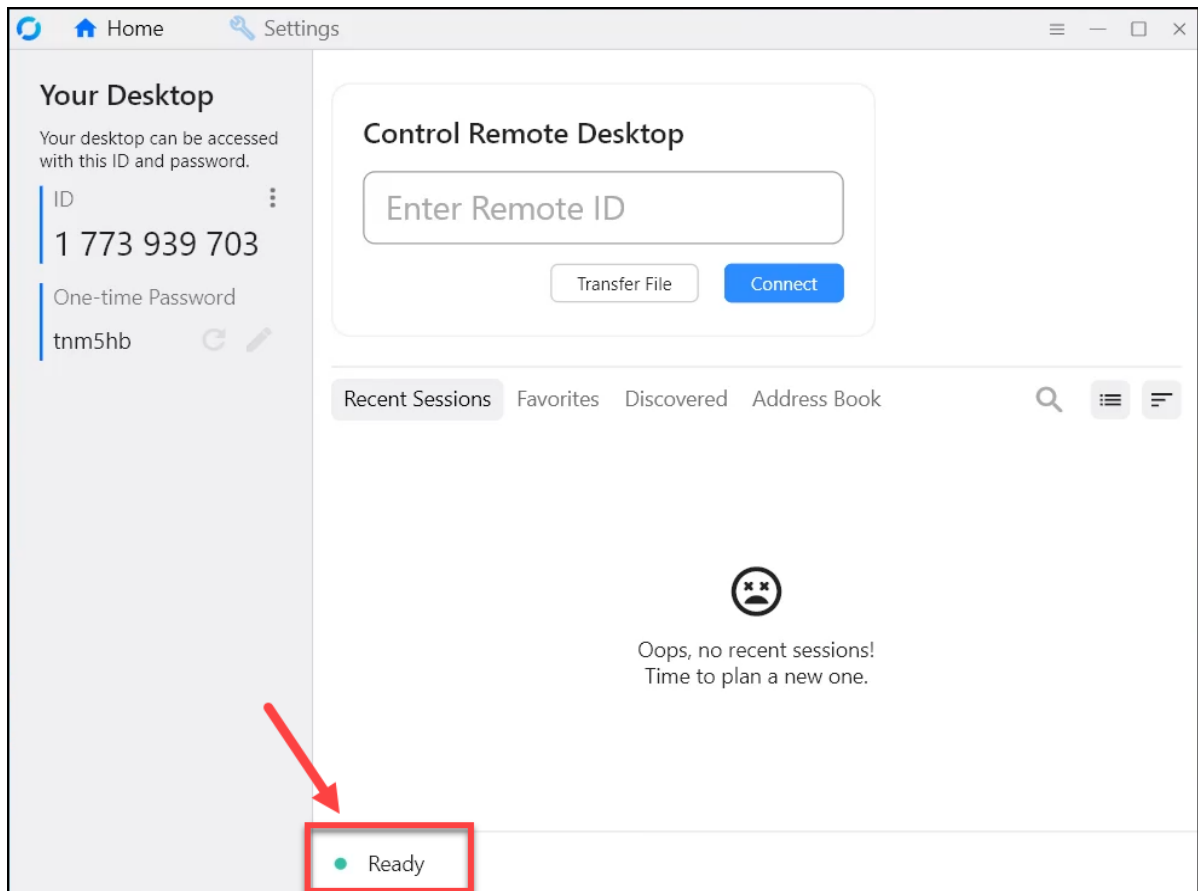 Home Settings
Your Desktop
Your desktop can be accessed
with this ID and password.
ID
1 773 939 703
One-time Password
tnm5hb
Control Remote Desktop
Enter Remote ID
Transfer File Connect
Recent Sessions Favorites Discovered Address Book
Oops, no recent sessions!
Time to plan a new one.
Ready